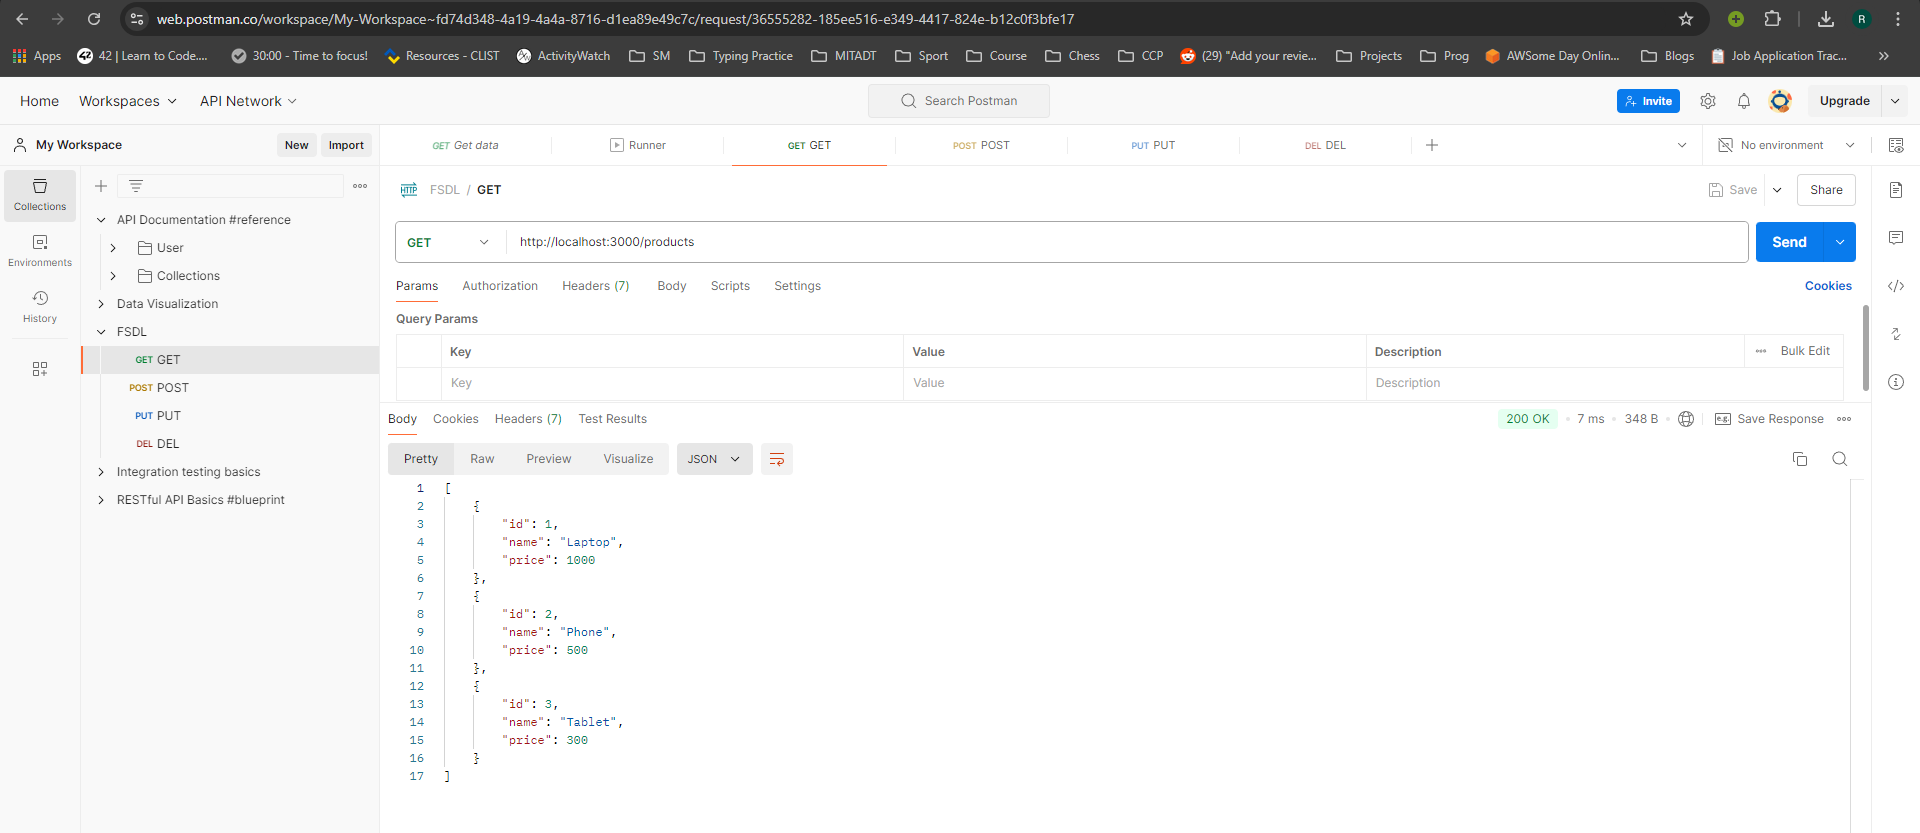 web.postman.co/workspace/My-Workspace~fd74d348-4a19-4a4a-8716-d1ea89e49c7c/request/36555282-185ee516-e349-4417-824e-b12c0f3bfe17
R
Apps 42 | Learn to Code.... 30:00 - Time to focus! Resources - CLIST ActivityWatch SM Typing Practice MITADT Sport Course Chess CCP (29) "Add your revie... Projects Prog AWSome Day Onlin... Blogs Job Application Trac...
Home Workspaces API Network Search Postman Invite Upgrade
My Workspace New Import
GET Get data Runner GET GET POST POST PUT PUT DEL DEL No environment
Collections
Environments
History
API Documentation #reference
User
Collections
Data Visualization
FSDL
GET GET
POST POST
PUT PUT
DEL DEL
Integration testing basics
RESTful API Basics #blueprint
HTTP FSDL / GET Save Share
GET http://localhost:3000/products Send
Params Authorization Headers (7) Body Scripts Settings Cookies
Query Params
Key Value Description Bulk Edit
Key Value Description
Body Cookies Headers (7) Test Results 200 OK 7 ms 348 B e.g. Save Response
Pretty Raw Preview Visualize JSON
1 [
2 {
3 "id": 1,
4 "name": "Laptop",
5 "price": 1000
6 },
7 {
8 "id": 2,
9 "name": "Phone",
10 "price": 500
11 },
12 {
13 "id": 3,
14 "name": "Tablet",
15 "price": 300
16 }
17 ]